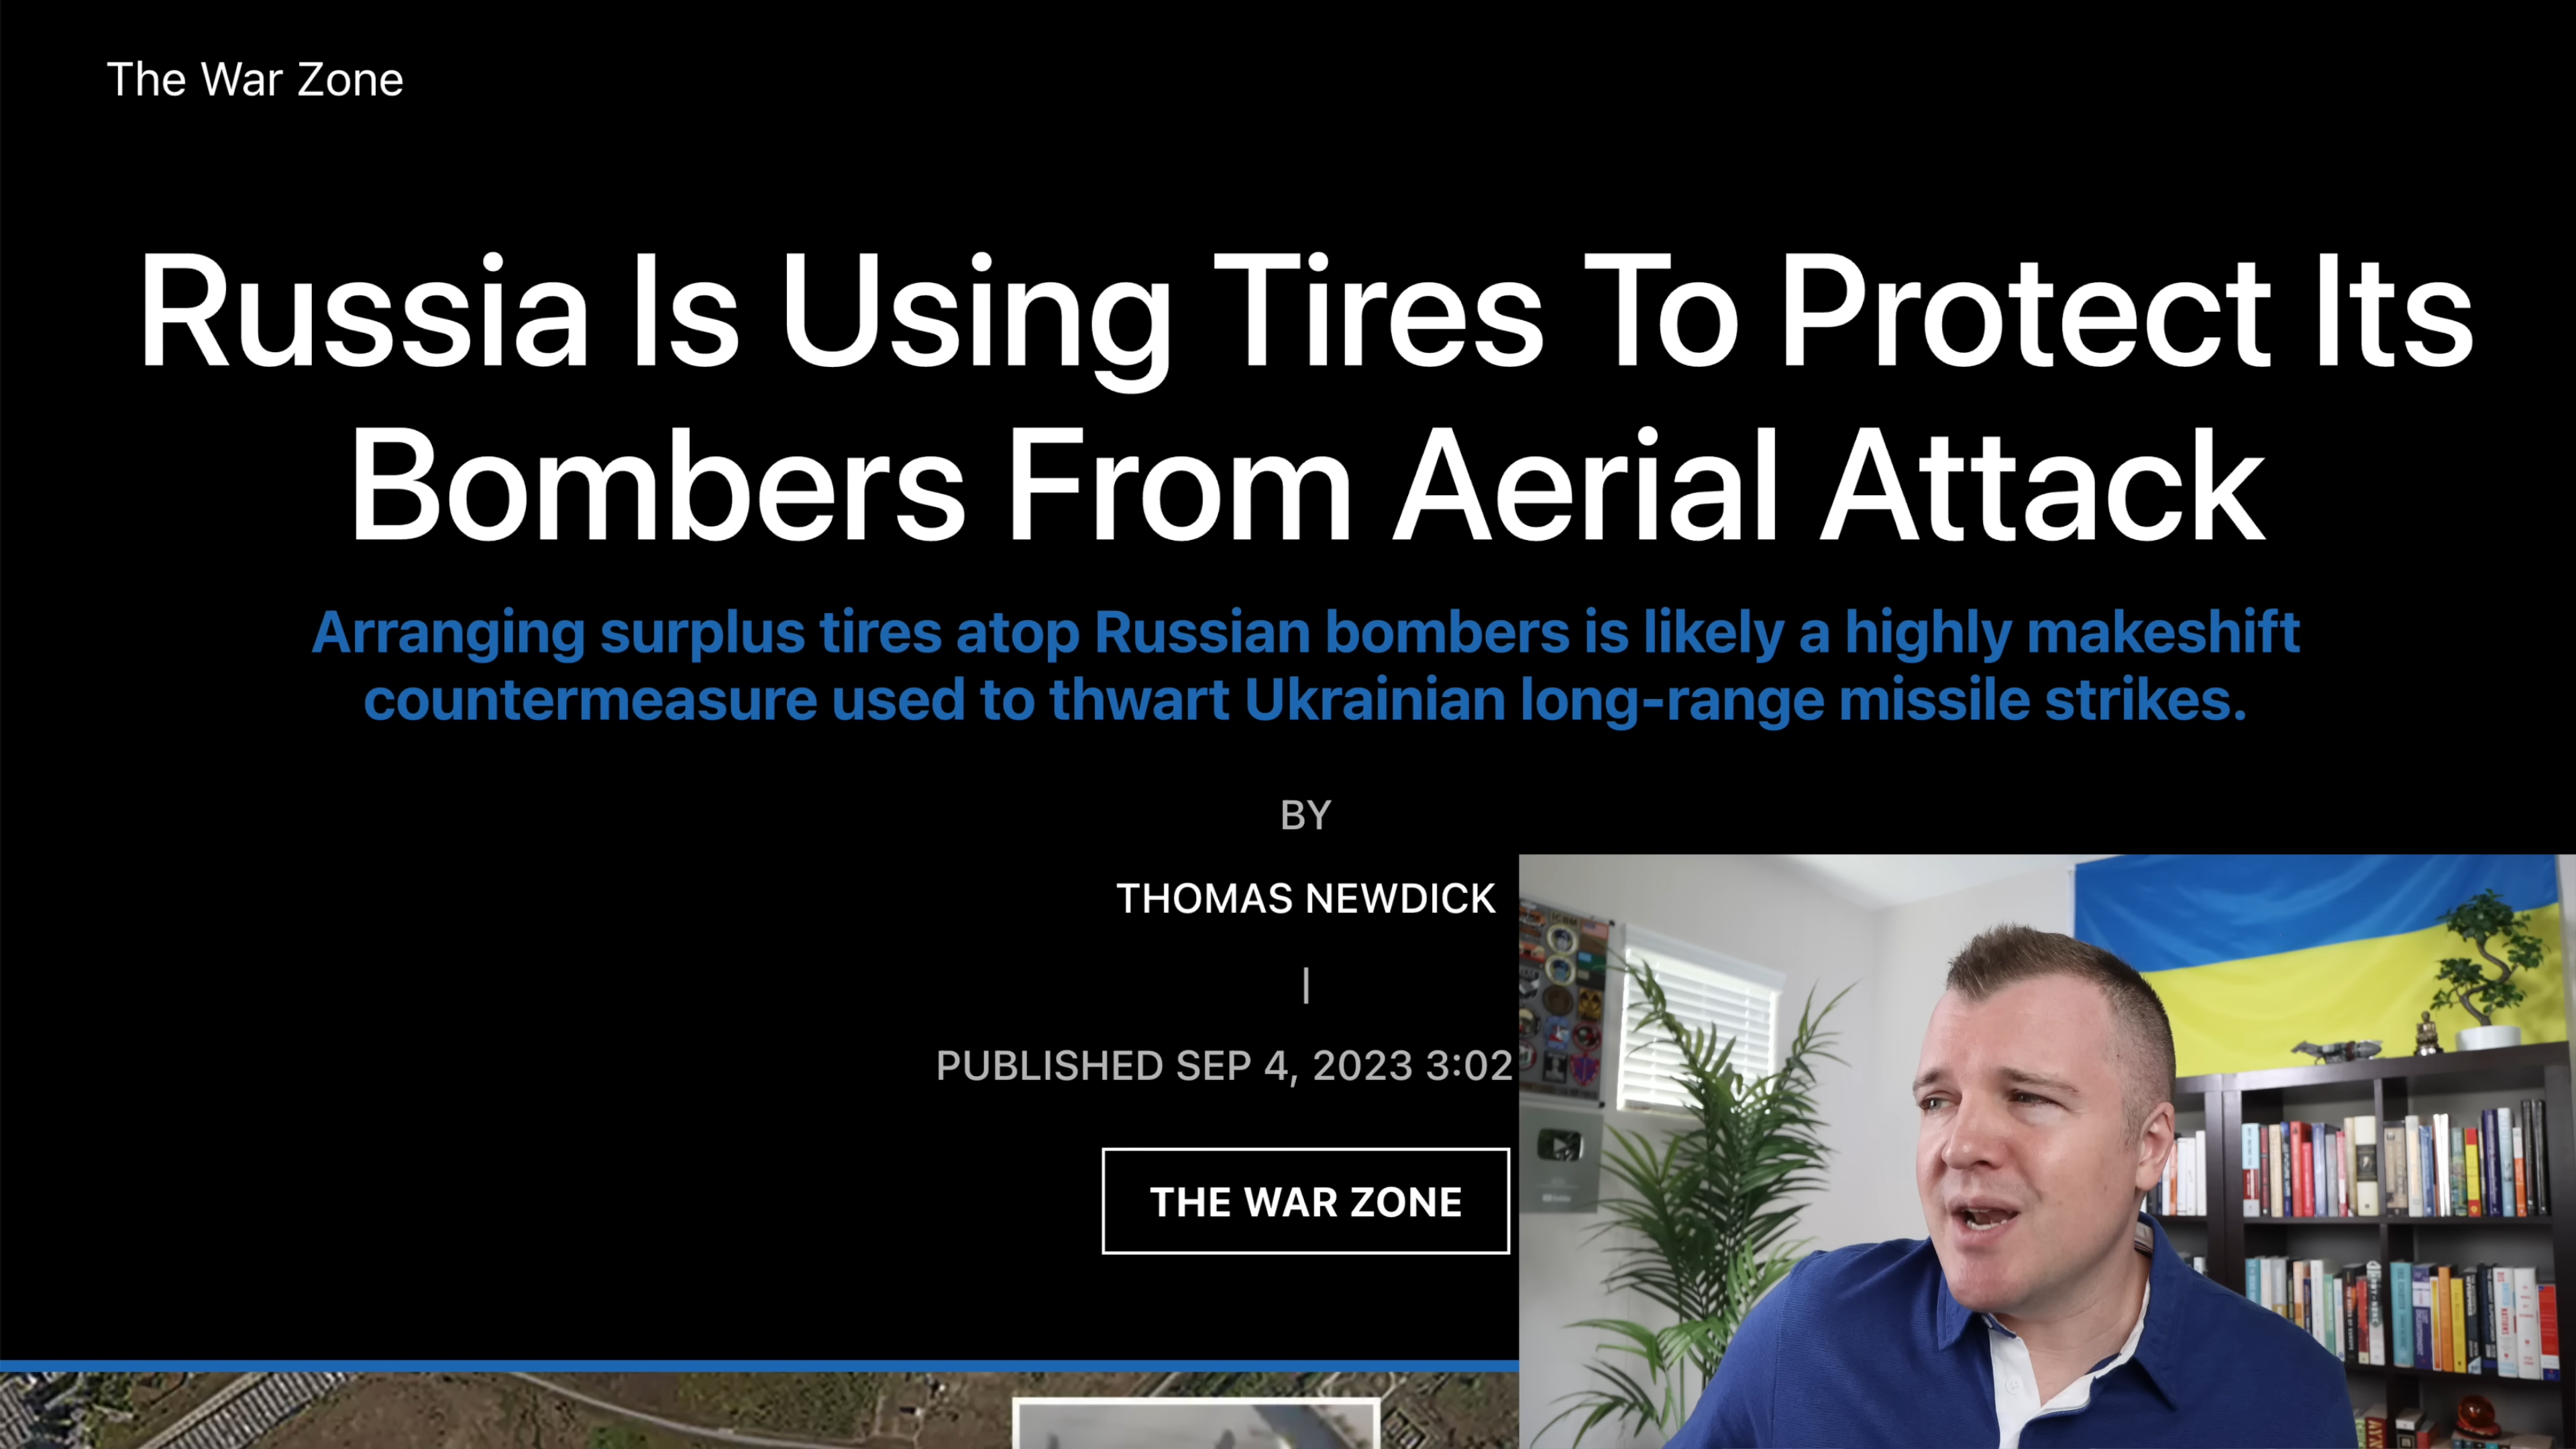 The War Zone
Russia Is Using Tires To Protect Its
Bombers From Aerial Attack
Arranging surplus tires atop Russian bombers is likely a highly makeshift
countermeasure used to thwart Ukrainian long-range missile strikes.
BY
THOMAS NEWDICK
|
PUBLISHED SEP 4, 2023 3:02
THE WAR ZONE